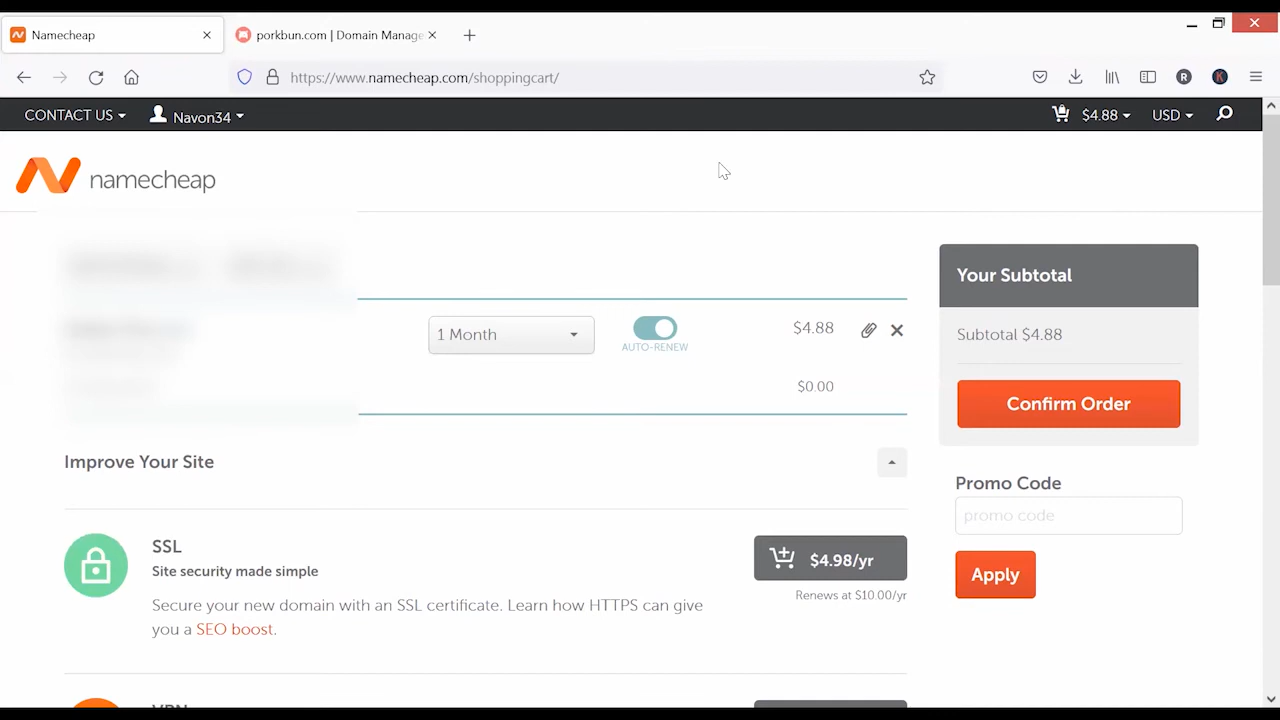 Namecheap
porkbun.com | Domain Manage
https://www.namecheap.com/shoppingcart/
R
K
CONTACT US
Navon34
$4.88
USD
namecheap
1 Month
AUTO-RENEW
$4.88
$0.00
Your Subtotal
Subtotal $4.88
Confirm Order
Improve Your Site
Promo Code
promo code
Apply
SSL
Site security made simple
Secure your new domain with an SSL certificate. Learn how HTTPS can give
you a SEO boost.
$4.98/yr
Renews at $10.00/yr
VPN